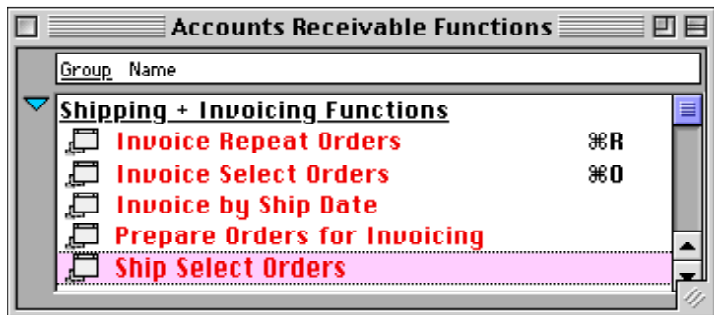 Accounts Receivable Functions
Group Name
Shipping + Invoicing Functions
Invoice Repeat Orders ⌘R
Invoice Select Orders ⌘O
Invoice by Ship Date
Prepare Orders for Invoicing
Ship Select Orders